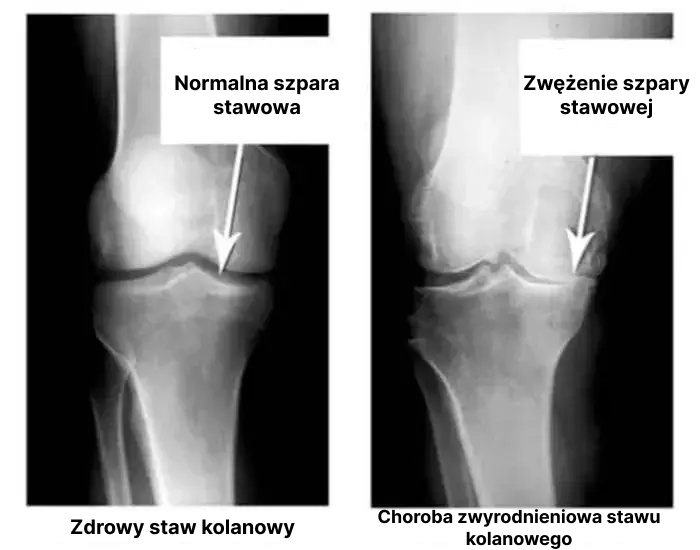 Normalna szpara
stawowa
Zwężenie szpary
stawowej
Zdrowy staw kolanowy
Choroba zwyrodnieniowa stawu
kolanowego